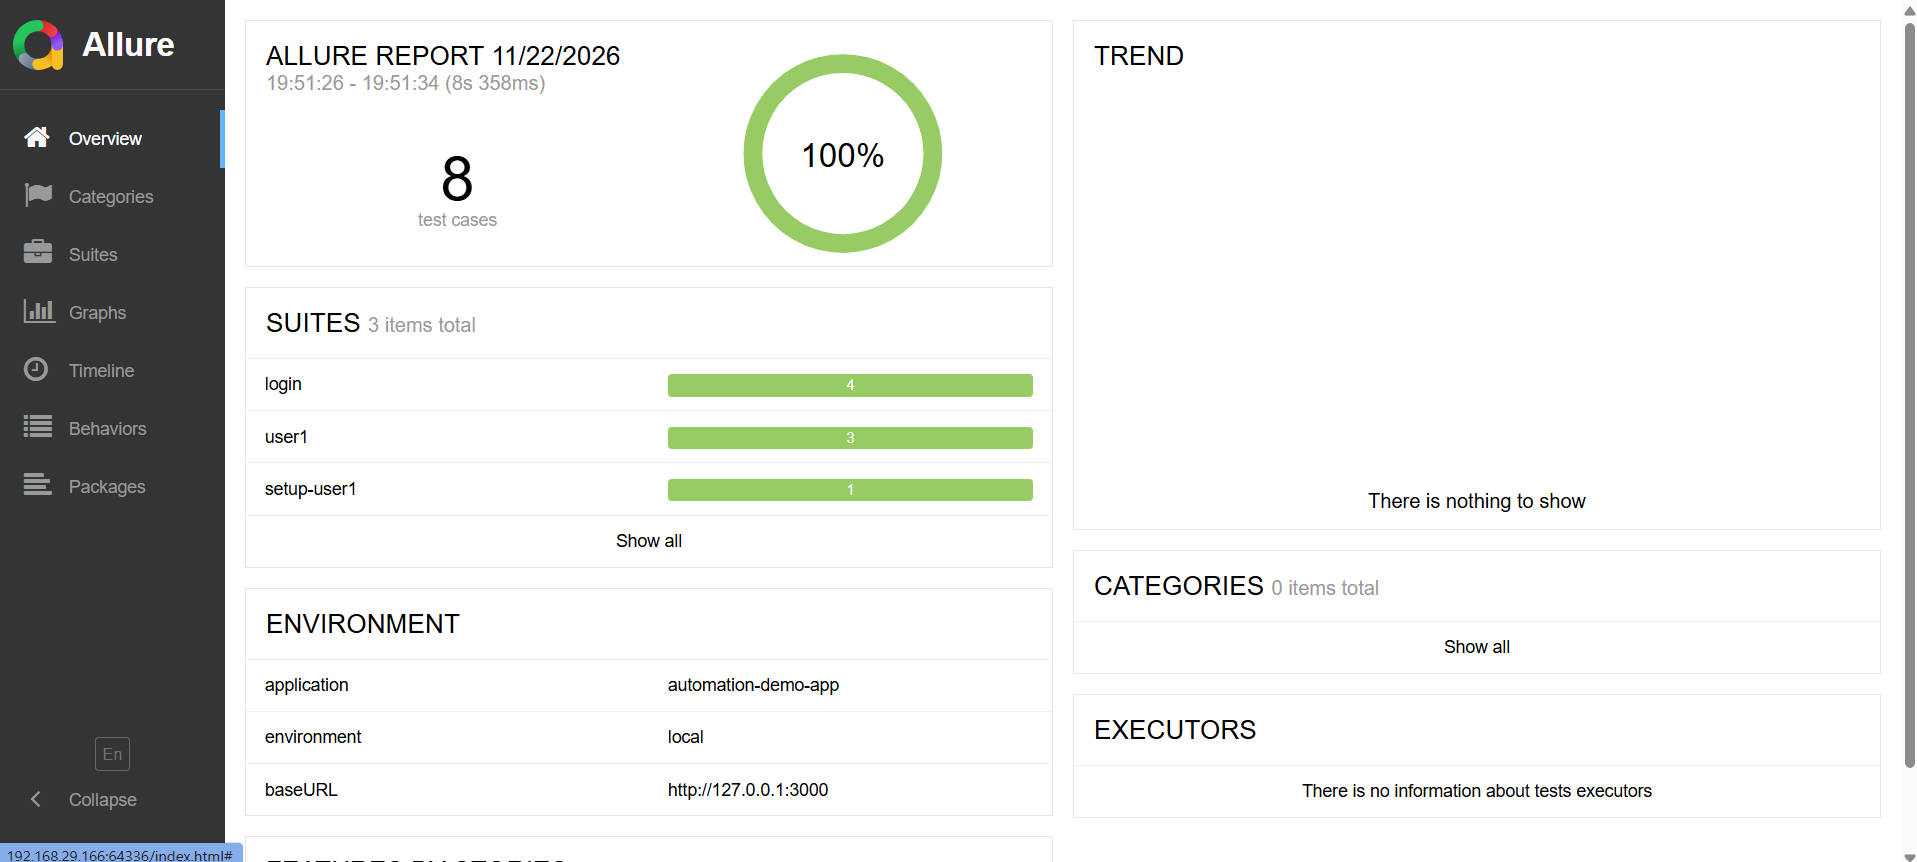 Allure
Overview
Categories
Suites
Graphs
Timeline
Behaviors
Packages
En
Collapse
192.168.29.166:64336/index.html#
ALLURE REPORT 11/22/2026
19:51:26 - 19:51:34 (8s 358ms)
8
test cases
100%
SUITES 3 items total
login 4
user1 3
setup-user1 1
Show all
ENVIRONMENT
application automation-demo-app
environment local
baseURL http://127.0.0.1:3000
TREND
There is nothing to show
CATEGORIES 0 items total
Show all
EXECUTORS
There is no information about tests executors